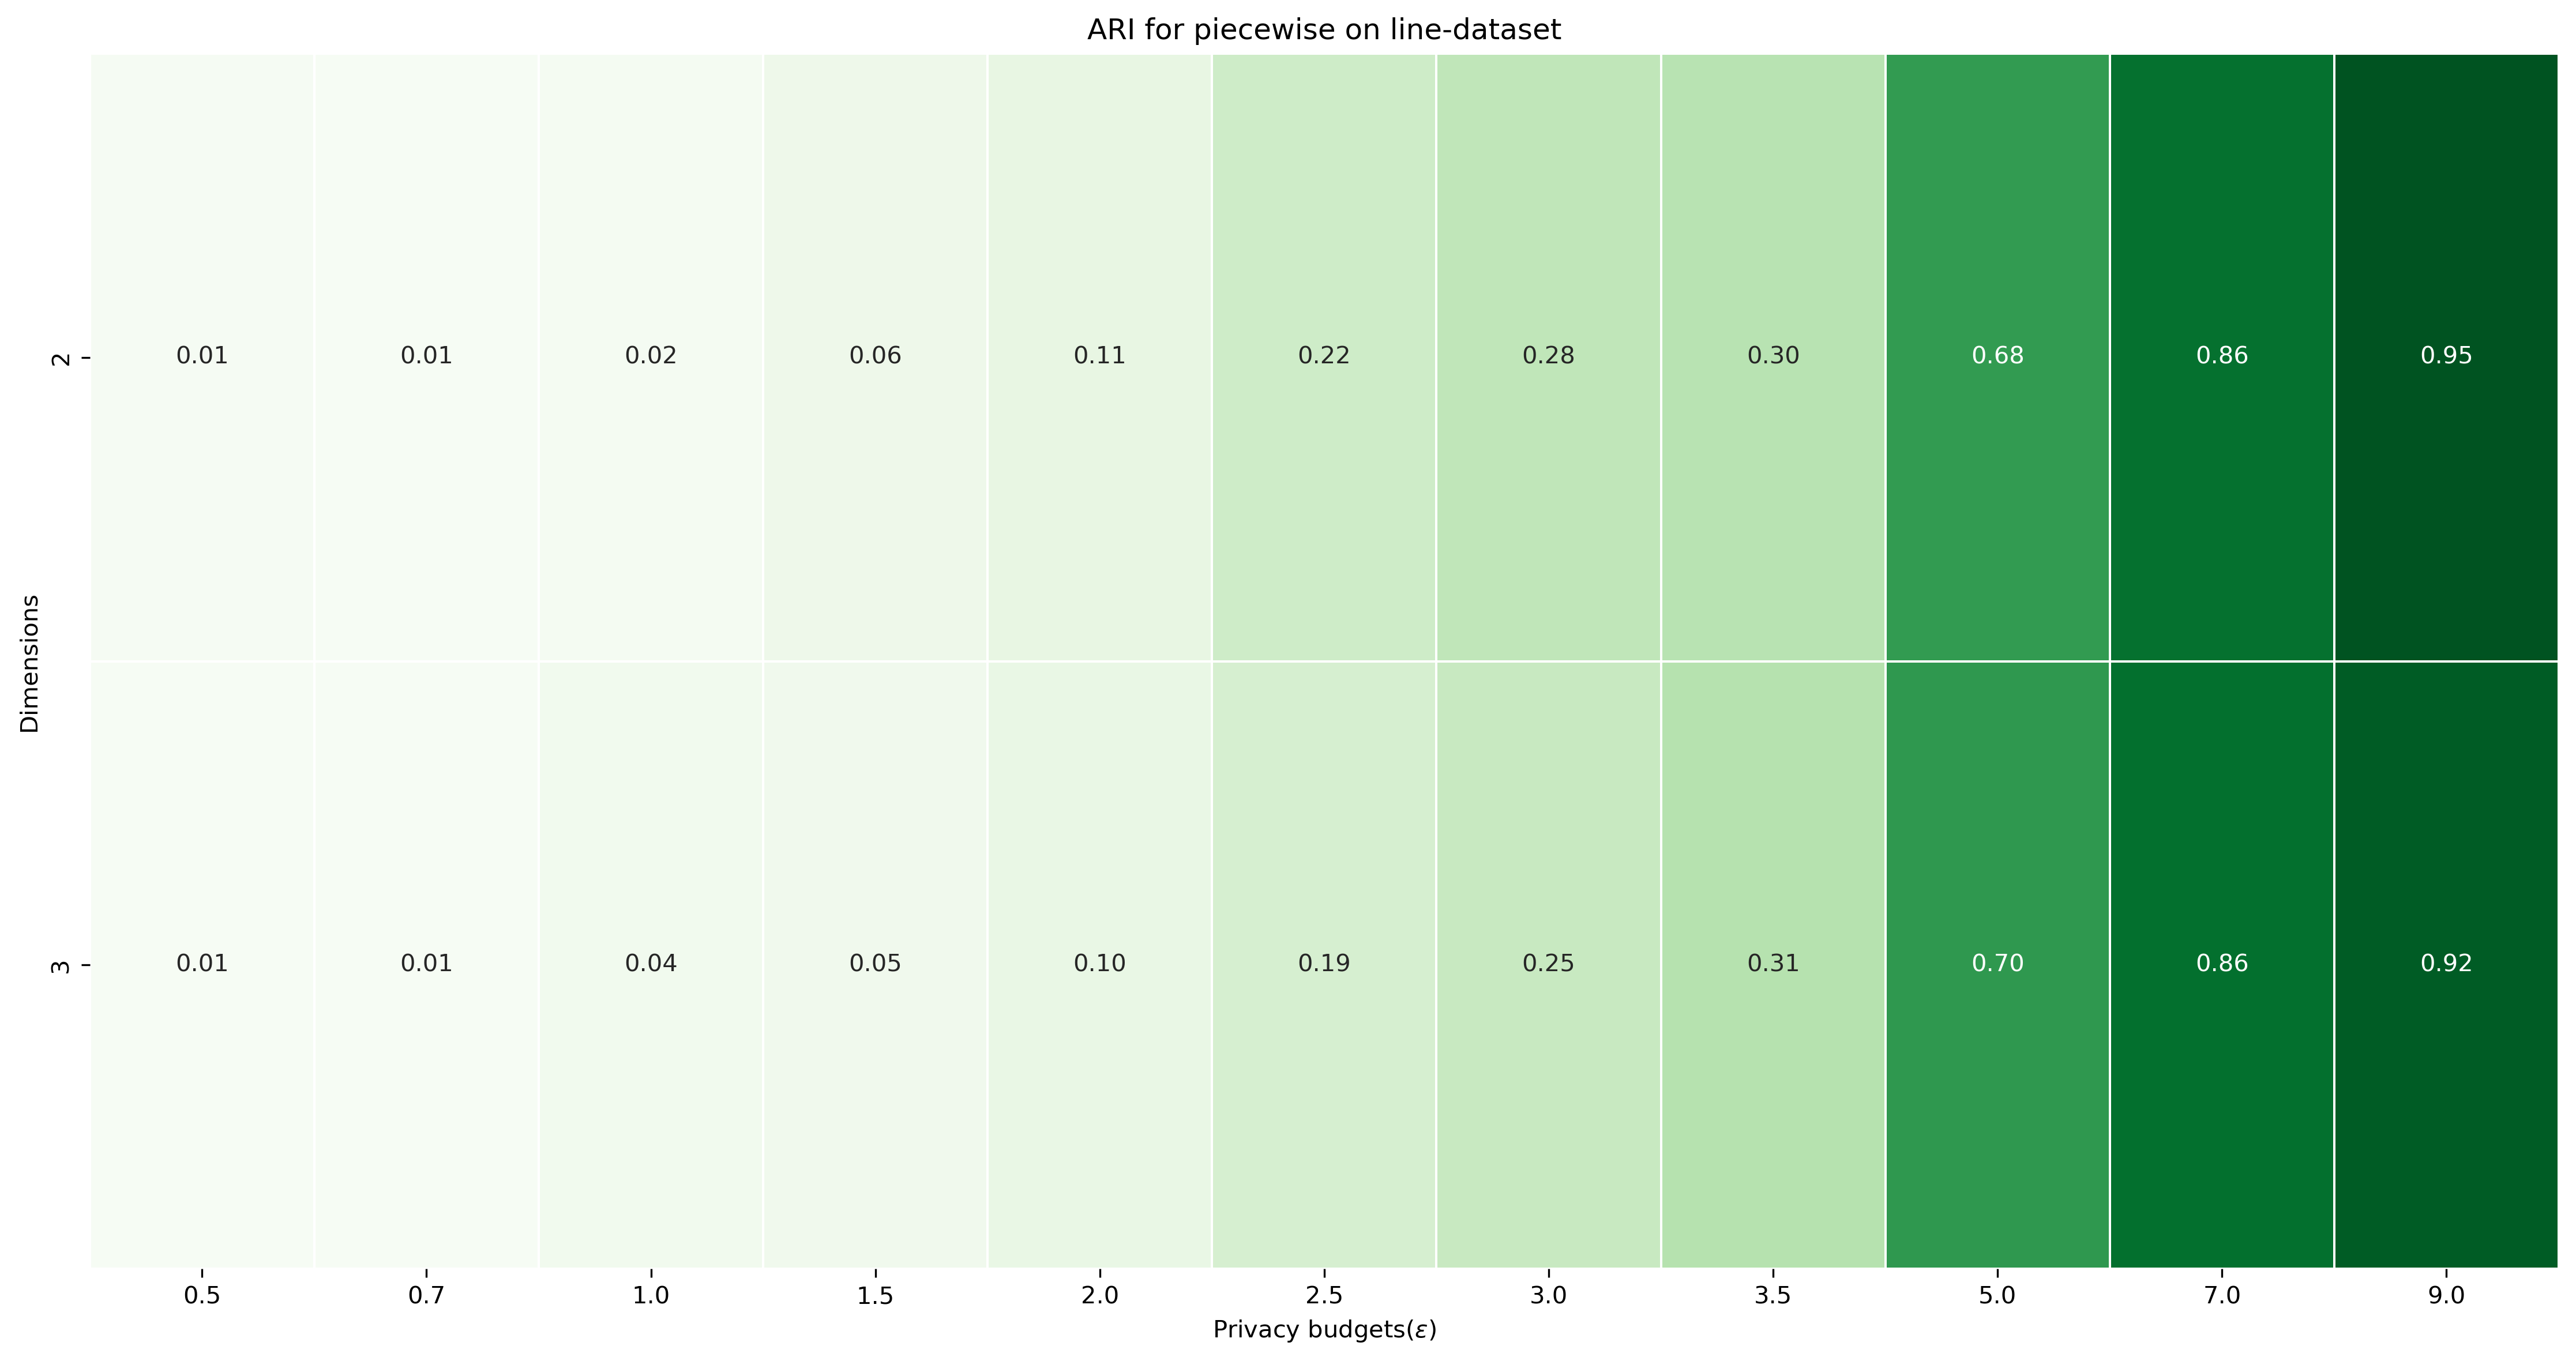 ARI for piecewise on line-dataset
Dimensions
2
0.01 0.01 0.02 0.06 0.11 0.22 0.28 0.30 0.68 0.86 0.95
3
0.01 0.01 0.04 0.05 0.10 0.19 0.25 0.31 0.70 0.86 0.92
0.5 0.7 1.0 1.5 2.0 2.5 3.0 3.5 5.0 7.0 9.0
Privacy budgets(ε)